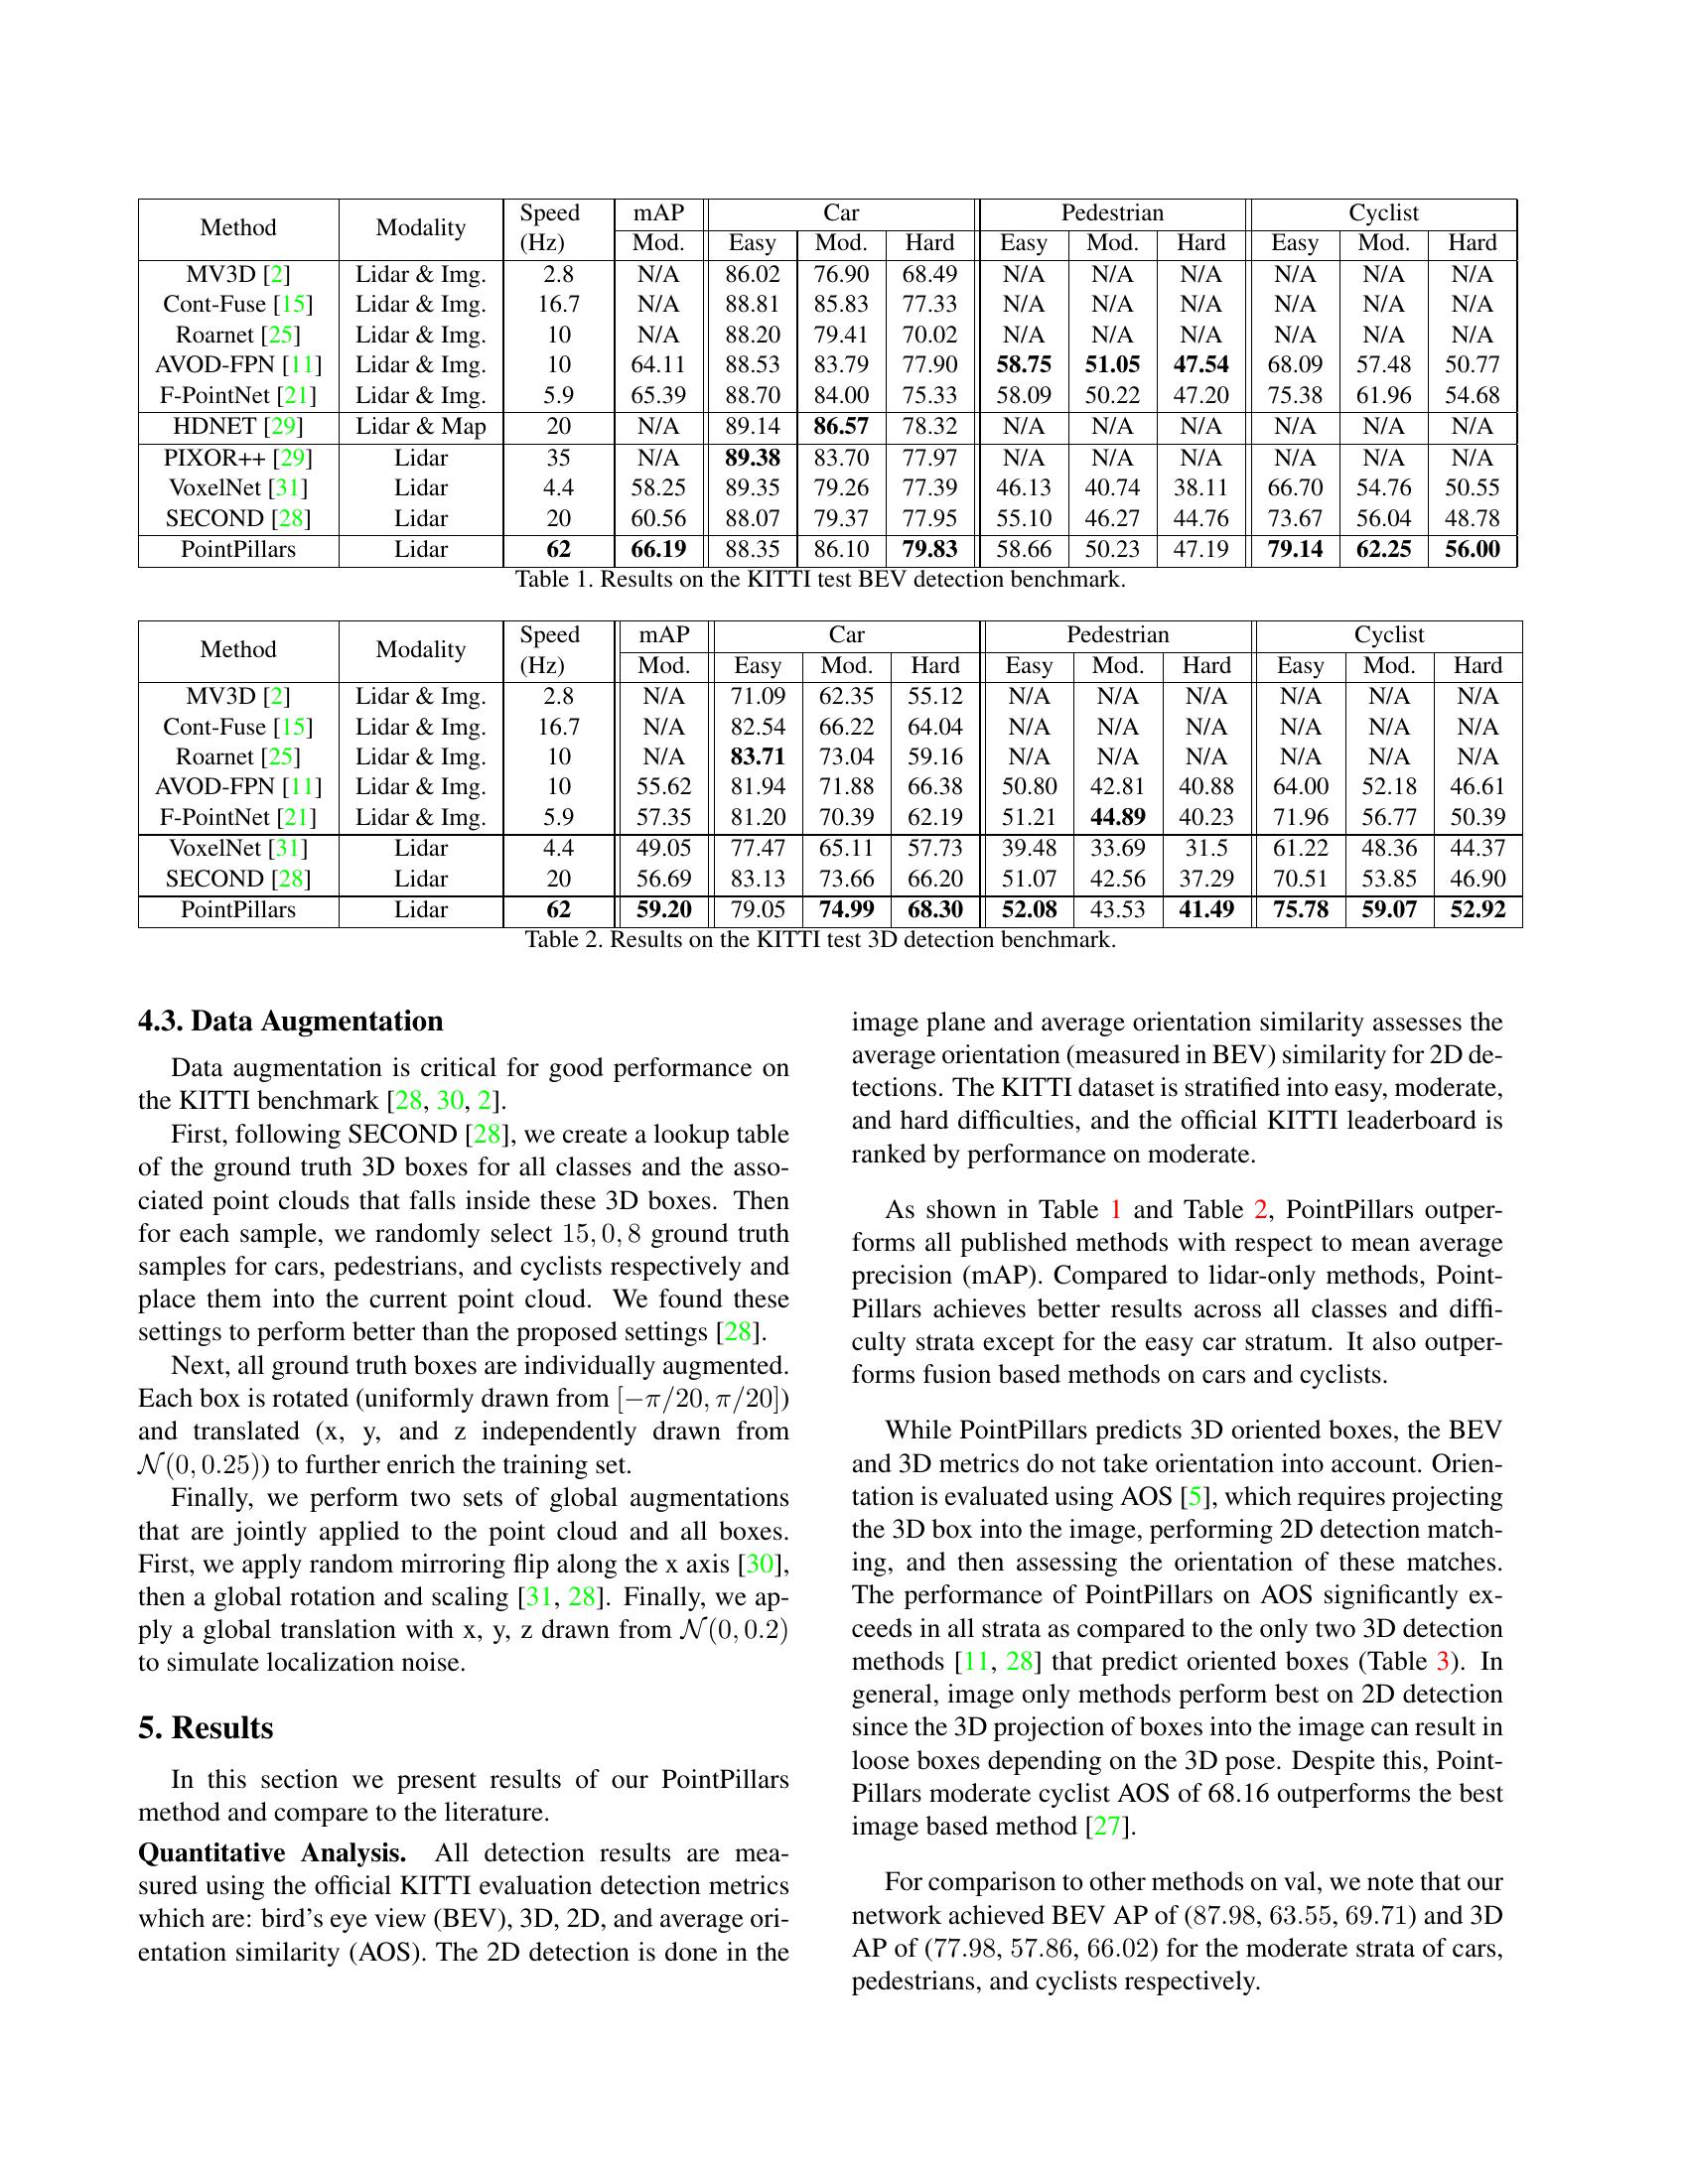 Method Modality Speed (Hz) mAP Car Pedestrian Cyclist
Mod. Easy Mod. Hard Easy Mod. Hard Easy Mod. Hard
MV3D [2] Lidar & Img. 2.8 N/A 86.02 76.90 68.49 N/A N/A N/A N/A N/A N/A
Cont-Fuse [15] Lidar & Img. 16.7 N/A 88.81 85.83 77.33 N/A N/A N/A N/A N/A N/A
Roarnet [25] Lidar & Img. 10 N/A 88.20 79.41 70.02 N/A N/A N/A N/A N/A N/A
AVOD-FPN [11] Lidar & Img. 10 64.11 88.53 83.79 77.90 58.75 51.05 47.54 68.09 57.48 50.77
F-PointNet [21] Lidar & Img. 5.9 65.39 88.70 84.00 75.33 58.09 50.22 47.20 75.38 61.96 54.68
HDNET [29] Lidar & Map 20 N/A 89.14 86.57 78.32 N/A N/A N/A N/A N/A N/A
PIXOR++ [29] Lidar 35 N/A 89.38 83.70 77.97 N/A N/A N/A N/A N/A N/A
VoxelNet [31] Lidar 4.4 58.25 89.35 79.26 77.39 46.13 40.74 38.11 66.70 54.76 50.55
SECOND [28] Lidar 20 60.56 88.07 79.37 77.95 55.10 46.27 44.76 73.67 56.04 48.78
PointPillars Lidar 62 66.19 88.35 86.10 79.83 58.66 50.23 47.19 79.14 62.25 56.00
Table 1. Results on the KITTI test BEV detection benchmark.
Method Modality Speed (Hz) mAP Car Pedestrian Cyclist
Mod. Easy Mod. Hard Easy Mod. Hard Easy Mod. Hard
MV3D [2] Lidar & Img. 2.8 N/A 71.09 62.35 55.12 N/A N/A N/A N/A N/A N/A
Cont-Fuse [15] Lidar & Img. 16.7 N/A 82.54 66.22 64.04 N/A N/A N/A N/A N/A N/A
Roarnet [25] Lidar & Img. 10 N/A 83.71 73.04 59.16 N/A N/A N/A N/A N/A N/A
AVOD-FPN [11] Lidar & Img. 10 55.62 81.94 71.88 66.38 50.80 42.81 40.88 64.00 52.18 46.61
F-PointNet [21] Lidar & Img. 5.9 57.35 81.20 70.39 62.19 51.21 44.89 40.23 71.96 56.77 50.39
VoxelNet [31] Lidar 4.4 49.05 77.47 65.11 57.73 39.48 33.69 31.5 61.22 48.36 44.37
SECOND [28] Lidar 20 56.69 83.13 73.66 66.20 51.07 42.56 37.29 70.51 53.85 46.90
PointPillars Lidar 62 59.20 79.05 74.99 68.30 52.08 43.53 41.49 75.78 59.07 52.92
Table 2. Results on the KITTI test 3D detection benchmark.
4.3. Data Augmentation
Data augmentation is critical for good performance on
the KITTI benchmark [28, 30, 2].
First, following SECOND [28], we create a lookup table
of the ground truth 3D boxes for all classes and the asso-
ciated point clouds that falls inside these 3D boxes. Then
for each sample, we randomly select 15, 0, 8 ground truth
samples for cars, pedestrians, and cyclists respectively and
place them into the current point cloud. We found these
settings to perform better than the proposed settings [28].
Next, all ground truth boxes are individually augmented.
Each box is rotated (uniformly drawn from [−π/20, π/20])
and translated (x, y, and z independently drawn from
𝒩(0, 0.25)) to further enrich the training set.
Finally, we perform two sets of global augmentations
that are jointly applied to the point cloud and all boxes.
First, we apply random mirroring flip along the x axis [30],
then a global rotation and scaling [31, 28]. Finally, we ap-
ply a global translation with x, y, z drawn from 𝒩(0, 0.2)
to simulate localization noise.
5. Results
In this section we present results of our PointPillars
method and compare to the literature.
Quantitative Analysis. All detection results are mea-
sured using the official KITTI evaluation detection metrics
which are: bird's eye view (BEV), 3D, 2D, and average ori-
entation similarity (AOS). The 2D detection is done in the
image plane and average orientation similarity assesses the
average orientation (measured in BEV) similarity for 2D de-
tections. The KITTI dataset is stratified into easy, moderate,
and hard difficulties, and the official KITTI leaderboard is
ranked by performance on moderate.
As shown in Table 1 and Table 2, PointPillars outper-
forms all published methods with respect to mean average
precision (mAP). Compared to lidar-only methods, Point-
Pillars achieves better results across all classes and diffi-
culty strata except for the easy car stratum. It also outper-
forms fusion based methods on cars and cyclists.
While PointPillars predicts 3D oriented boxes, the BEV
and 3D metrics do not take orientation into account. Orien-
tation is evaluated using AOS [5], which requires projecting
the 3D box into the image, performing 2D detection match-
ing, and then assessing the orientation of these matches.
The performance of PointPillars on AOS significantly ex-
ceeds in all strata as compared to the only two 3D detection
methods [11, 28] that predict oriented boxes (Table 3). In
general, image only methods perform best on 2D detection
since the 3D projection of boxes into the image can result in
loose boxes depending on the 3D pose. Despite this, Point-
Pillars moderate cyclist AOS of 68.16 outperforms the best
image based method [27].
For comparison to other methods on val, we note that our
network achieved BEV AP of (87.98, 63.55, 69.71) and 3D
AP of (77.98, 57.86, 66.02) for the moderate strata of cars,
pedestrians, and cyclists respectively.